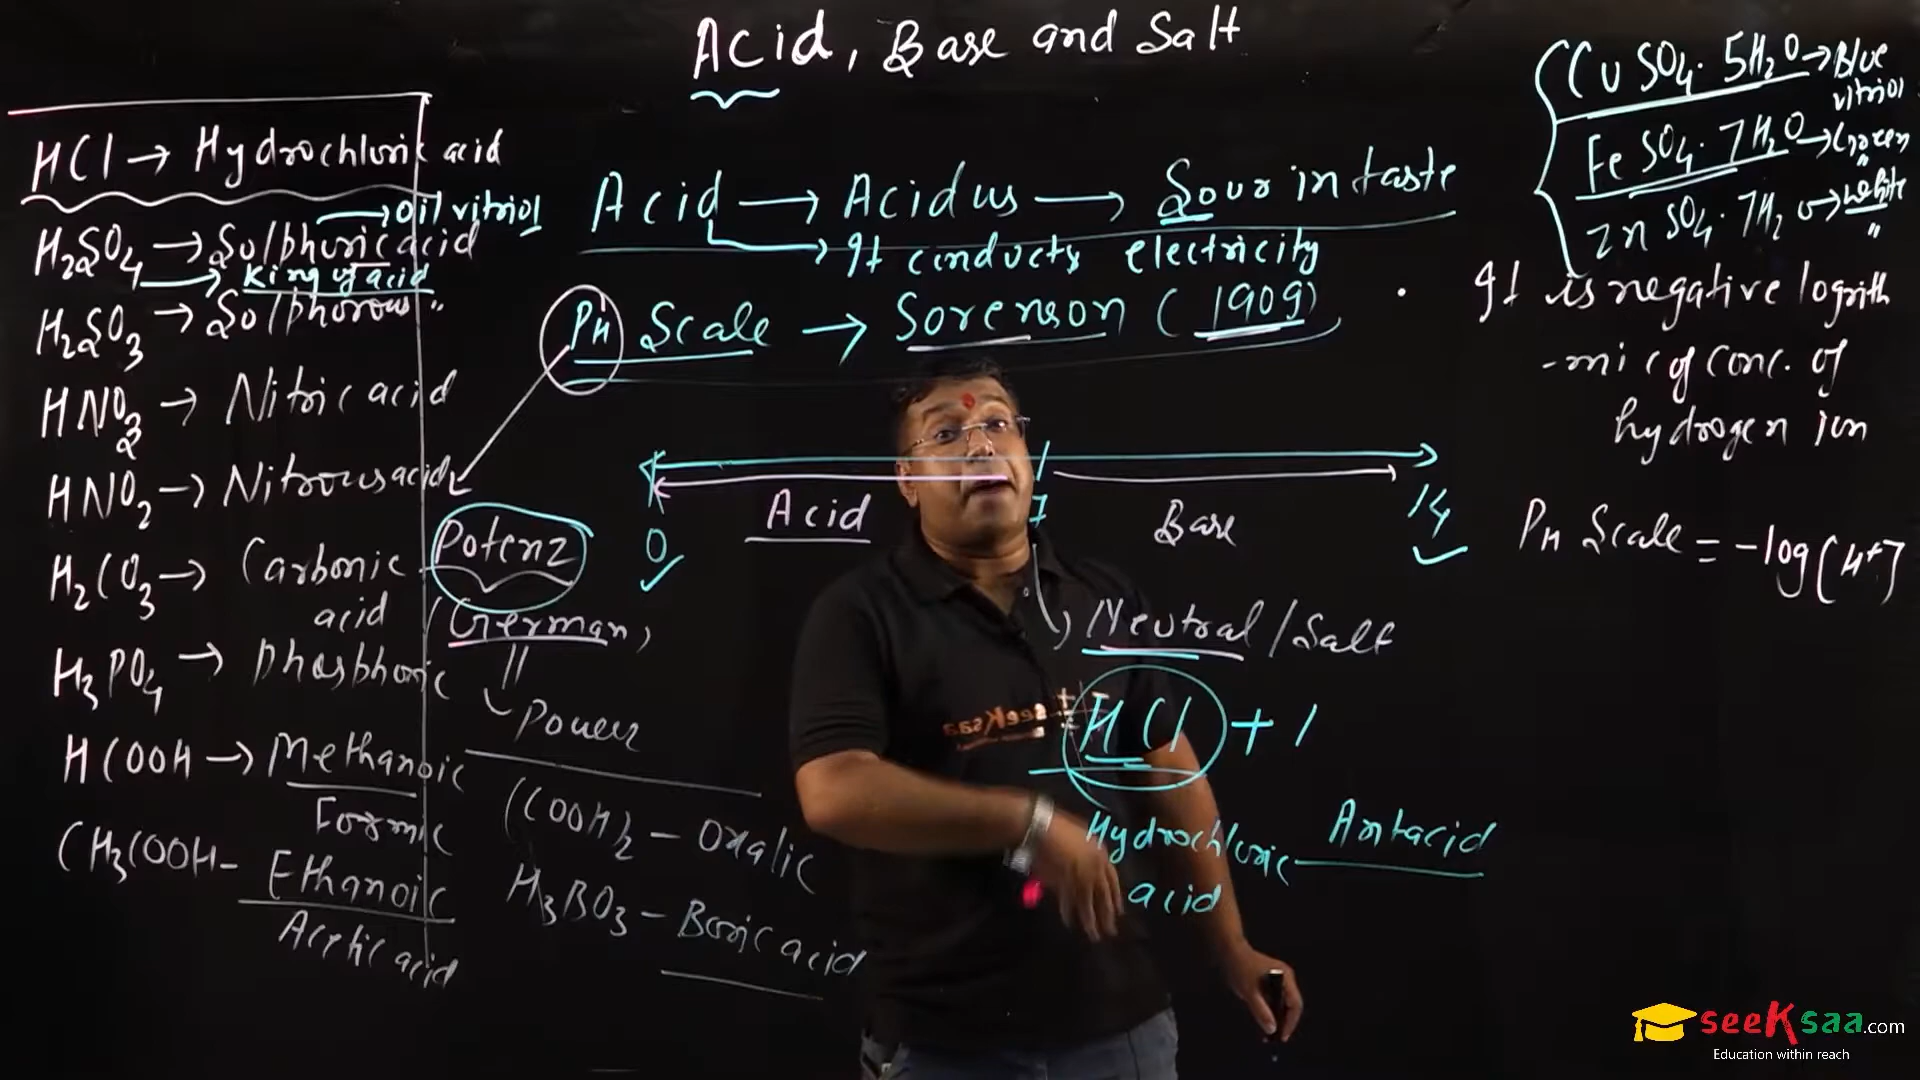 Acid, Base and Salt
HCl → Hydrochloric acid
H₂SO₄ → Sulphuric acid
→ Oil vitriol
→ King of acid
H₂SO₃ → Sulphorous "
HNO₃ → Nitric acid
HNO₂ → Nitrous acid
H₂CO₃ → Carbonic
acid
H₃PO₄ → Phosphoric
HCOOH → Methanoic
Formic
CH₃COOH - Ethanoic
Acetic acid
Acid → Acidus → Sour in taste
→ It conducts electricity
PH Scale → Sorenson (1909)
Acid
Base
0
7
14
Neutral / Salt
Potenz
(German)
Power
(COOH)₂ - Oxalic
H₃BO₃ - Boric acid
HCl + 1
Hydrochloric
acid
Antacid
CuSO₄·5H₂O → Blue
vitriol
FeSO₄·7H₂O → Green "
ZnSO₄·7H₂O → White "
It is negative logrith
-mic of conc. of
hydrogen ion
PH Scale = -log[H⁺]
seeKsaa
seeKsaa.com
Education within reach